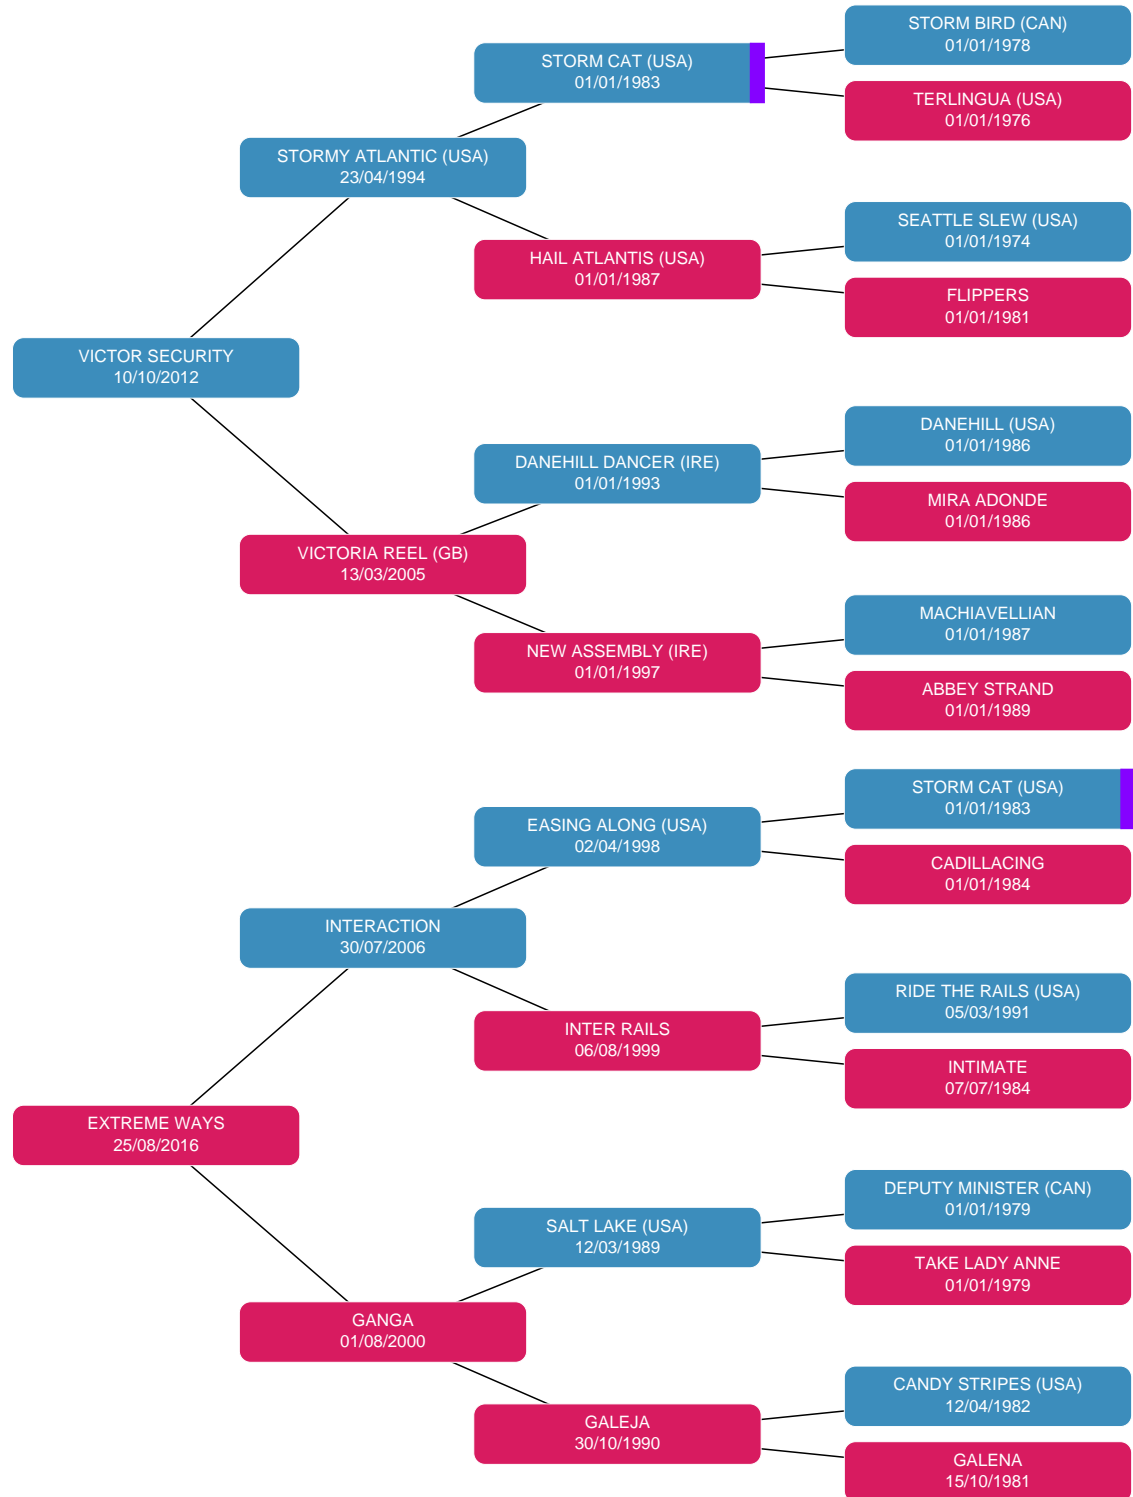 STORM BIRD (CAN)
01/01/1978
STORM CAT (USA)
01/01/1983
TERLINGUA (USA)
01/01/1976
STORMY ATLANTIC (USA)
23/04/1994
SEATTLE SLEW (USA)
01/01/1974
HAIL ATLANTIS (USA)
01/01/1987
FLIPPERS
01/01/1981
VICTOR SECURITY
10/10/2012
DANEHILL (USA)
01/01/1986
DANEHILL DANCER (IRE)
01/01/1993
MIRA ADONDE
01/01/1986
VICTORIA REEL (GB)
13/03/2005
MACHIAVELLIAN
01/01/1987
NEW ASSEMBLY (IRE)
01/01/1997
ABBEY STRAND
01/01/1989
STORM CAT (USA)
01/01/1983
EASING ALONG (USA)
02/04/1998
CADILLACING
01/01/1984
INTERACTION
30/07/2006
RIDE THE RAILS (USA)
05/03/1991
INTER RAILS
06/08/1999
INTIMATE
07/07/1984
EXTREME WAYS
25/08/2016
DEPUTY MINISTER (CAN)
01/01/1979
SALT LAKE (USA)
12/03/1989
TAKE LADY ANNE
01/01/1979
GANGA
01/08/2000
CANDY STRIPES (USA)
12/04/1982
GALEJA
30/10/1990
GALENA
15/10/1981